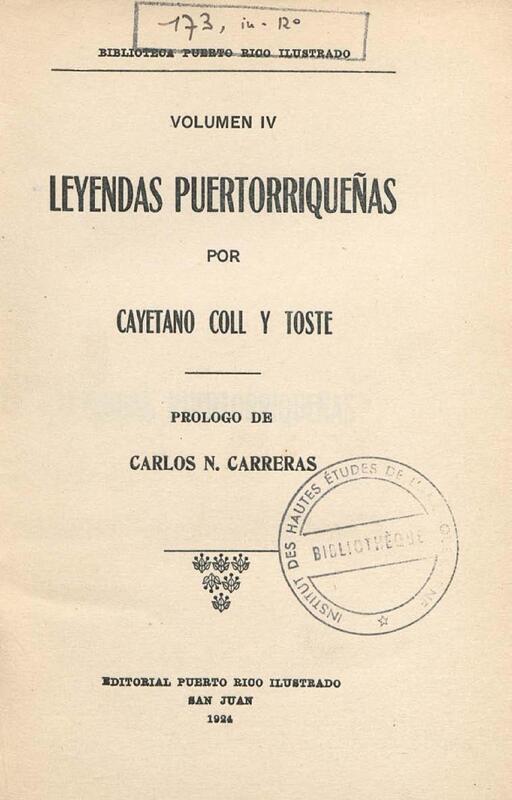 173, in-12º
BIBLIOTECA PUERTO RICO ILUSTRADO
VOLUMEN IV
LEYENDAS PUERTORRIQUEÑAS
POR
CAYETANO COLL Y TOSTE
PROLOGO DE
CARLOS N. CARRERAS
INSTITUT DES HAUTES ÉTUDES DE
BIBLIOTHÈQUE
EDITORIAL PUERTO RICO ILUSTRADO
SAN JUAN
1924